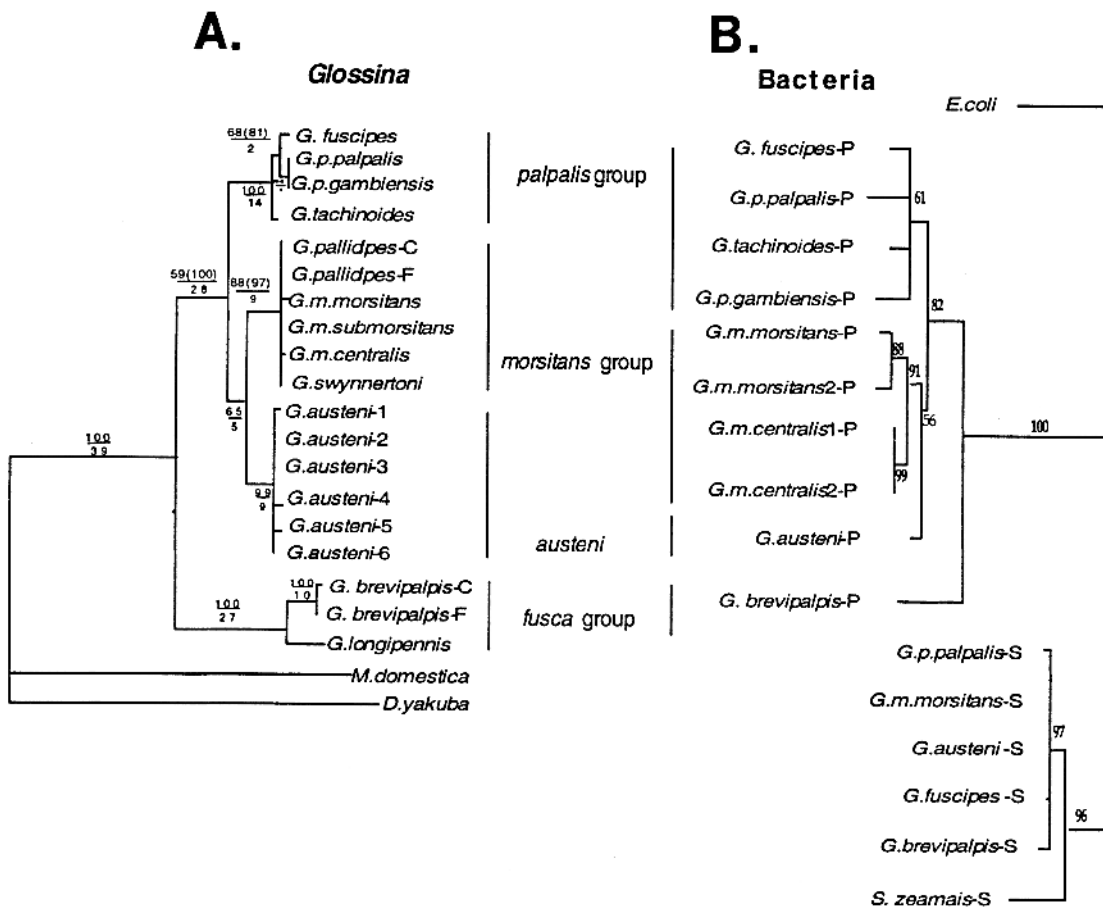 A.
Glossina
68(81)
2
G. fuscipes
G.p.palpalis
G.p.gambiensis
100
14
G.tachinoides
palpalis group
G.pallidpes-C
G.pallidpes-F
59(100)
28
88(97)
9
G.m.morsitans
G.m.submorsitans
G.m.centralis
G.swynnertoni
morsitans group
65
5
G.austeni-1
G.austeni-2
G.austeni-3
99
9
G.austeni-4
G.austeni-5
G.austeni-6
austeni
100
39
100
10
G. brevipalpis-C
G. brevipalpis-F
100
27
G.longipennis
fusca group
M.domestica
D.yakuba
B.
Bacteria
E.coli
G. fuscipes-P
G.p.palpalis-P
61
G.tachinoides-P
G.p.gambiensis-P
82
G.m.morsitans-P
88
91
G.m.morsitans2-P
G.m.centralis1-P
56
99
G.m.centralis2-P
100
G.austeni-P
G. brevipalpis-P
G.p.palpalis-S
G.m.morsitans-S
97
G.austeni -S
G.fuscipes -S
96
G.brevipalpis-S
S. zeamais-S